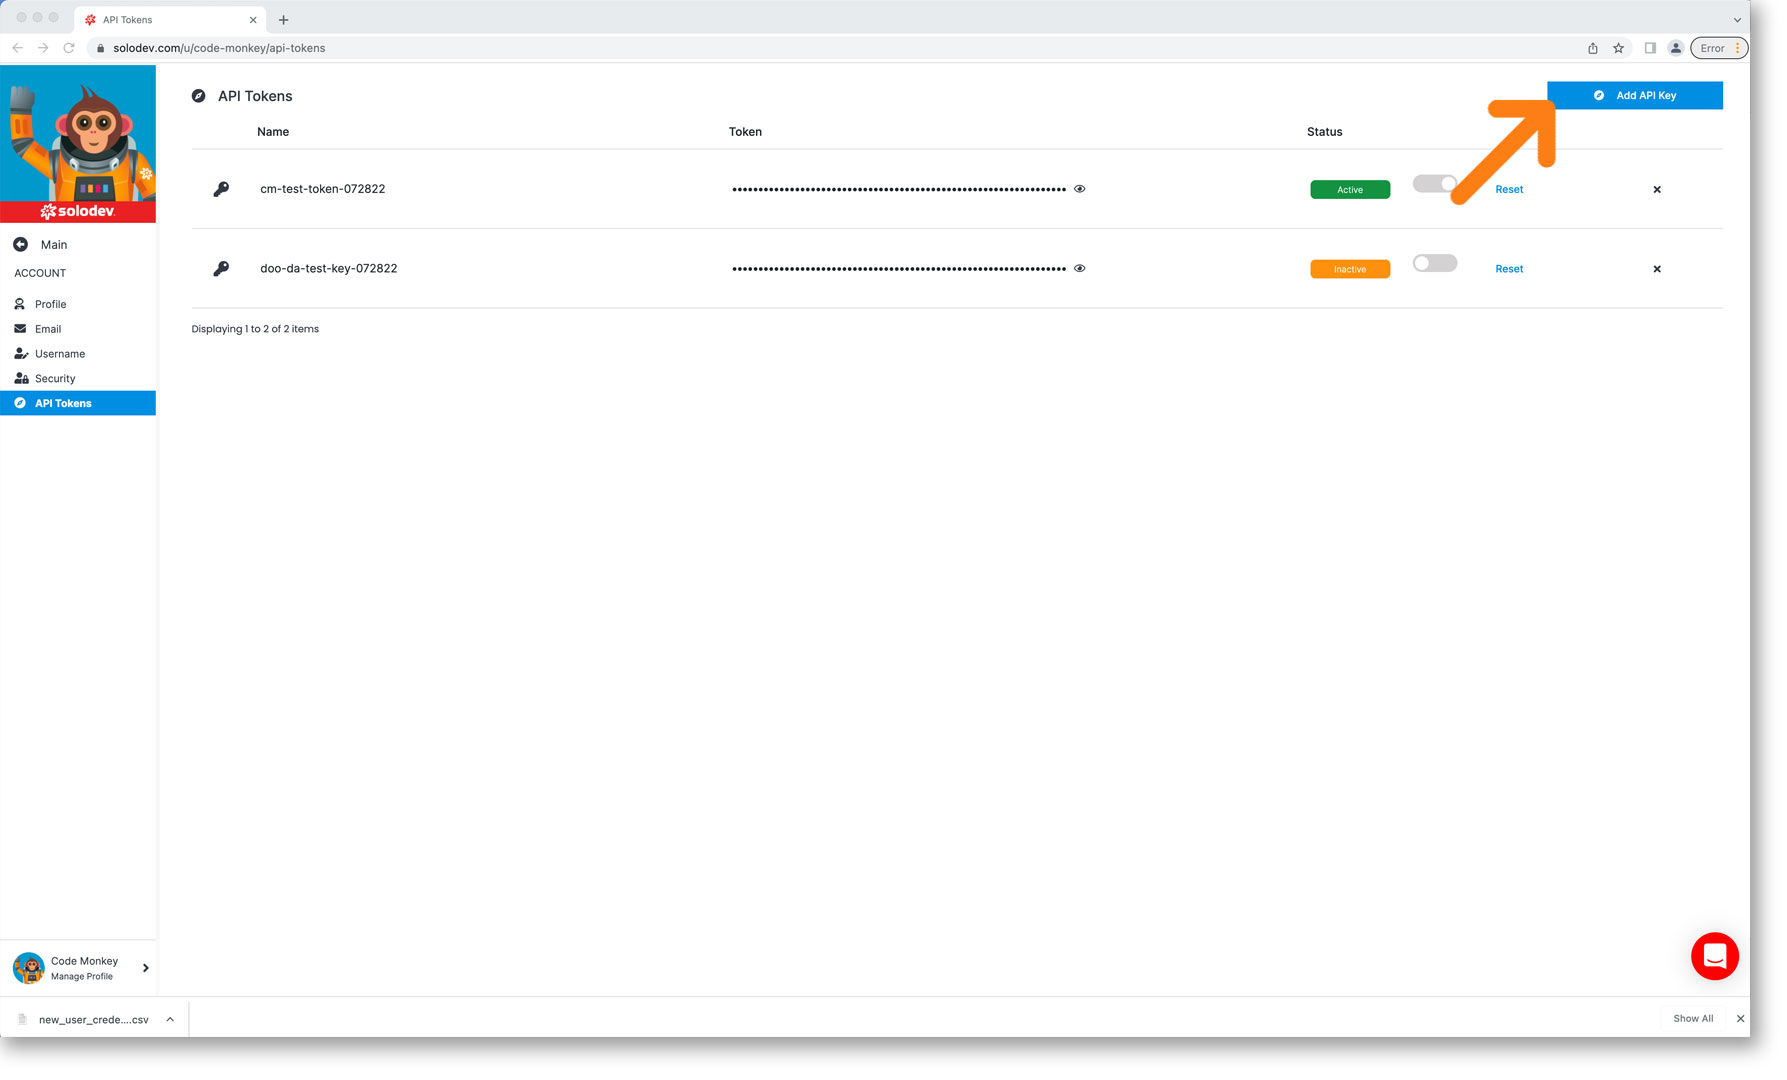 API Tokens
solodev.com/u/code-monkey/api-tokens
Error
solodev
Main
ACCOUNT
Profile
Email
Username
Security
API Tokens
Code Monkey
Manage Profile
API Tokens
Add API Key
Name Token Status
cm-test-token-072822 •••••••••••••••••••••••••••••••••••••••••••••••••••••••••••••••• Active Reset
doo-da-test-key-072822 •••••••••••••••••••••••••••••••••••••••••••••••••••••••••••••••• Inactive Reset
Displaying 1 to 2 of 2 items
new_user_crede....csv
Show All